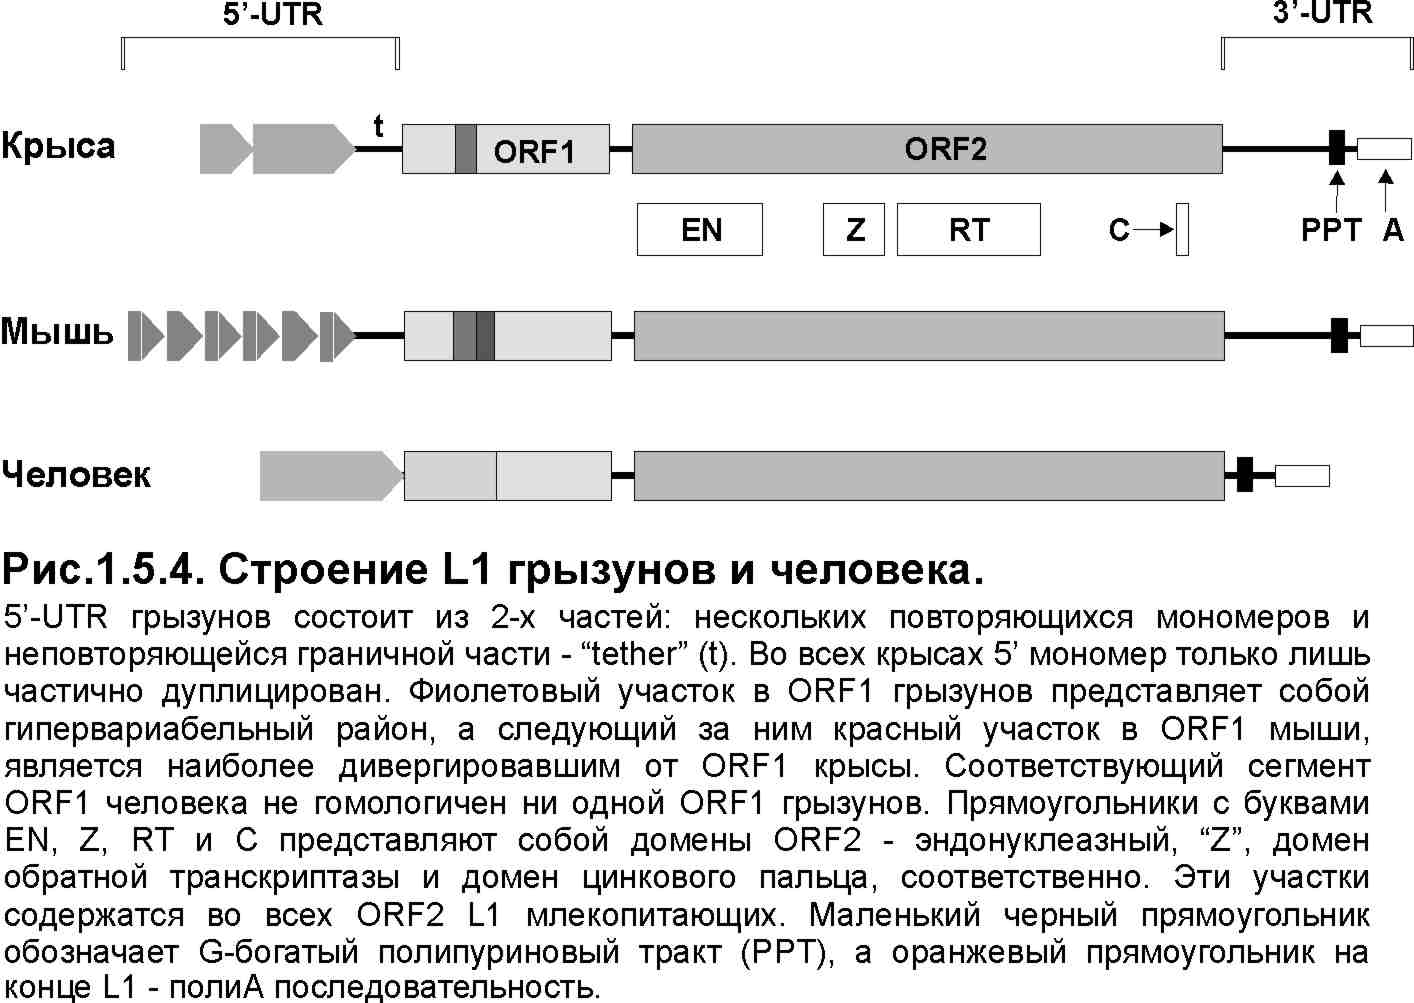 5’-UTR
3’-UTR
Крыса
t
ORF1
ORF2
EN
Z
RT
C
PPT
A
Мышь
Человек
Рис.1.5.4. Строение L1 грызунов и человека.
5’-UTR грызунов состоит из 2-х частей: нескольких повторяющихся мономеров и
неповторяющейся граничной части - “tether” (t). Во всех крысах 5’ мономер только лишь
частично дуплицирован. Фиолетовый участок в ORF1 грызунов представляет собой
гипервариабельный район, а следующий за ним красный участок в ORF1 мыши,
является наиболее дивергировавшим от ORF1 крысы. Соответствующий сегмент
ORF1 человека не гомологичен ни одной ORF1 грызунов. Прямоугольники с буквами
EN, Z, RT и C представляют собой домены ORF2 - эндонуклеазный, “Z”, домен
обратной транскриптазы и домен цинкового пальца, соответственно. Эти участки
содержатся во всех ORF2 L1 млекопитающих. Маленький черный прямоугольник
обозначает G-богатый полипуриновый тракт (PPT), а оранжевый прямоугольник на
конце L1 - полиА последовательность.